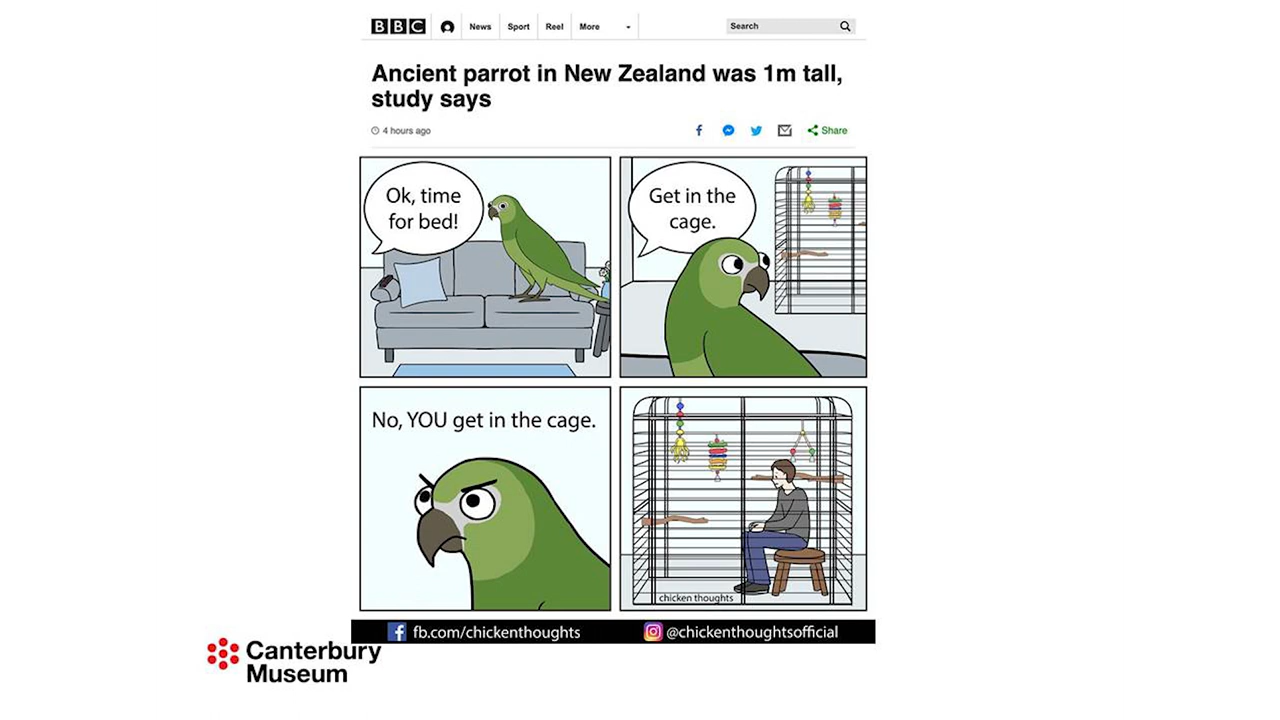 BBC
News
Sport
Reel
More
Search
Ancient parrot in New Zealand was 1m tall,
study says
4 hours ago
Share
Ok, time
for bed!
Get in the
cage.
No, YOU get in the cage.
chicken thoughts
fb.com/chickenthoughts
@chickenthoughtsofficial
Canterbury
Museum